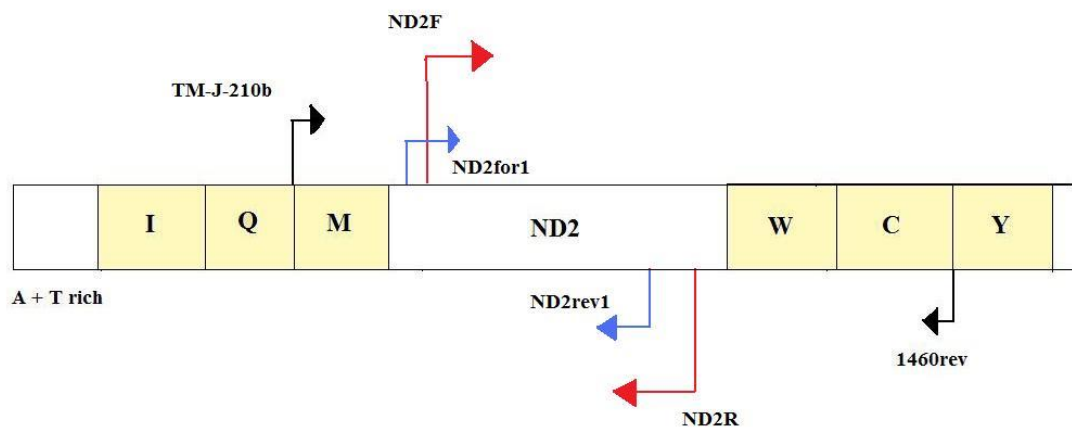 ND2F
TM-J-210b
ND2for1
I Q M ND2 W C Y
A + T rich
ND2rev1
1460rev
ND2R